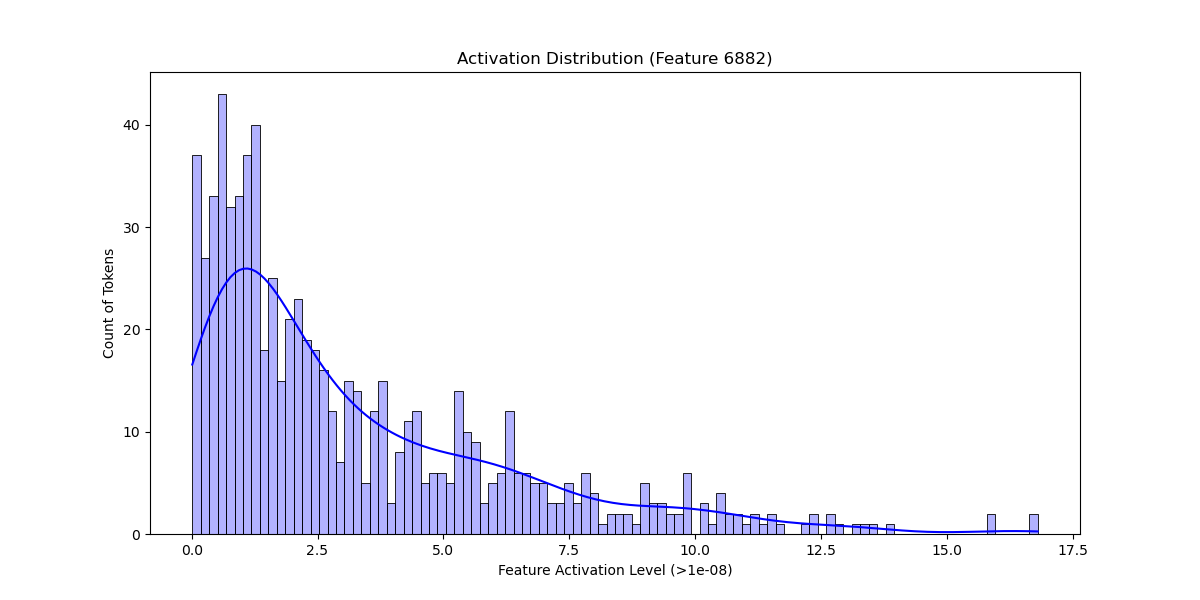 Activation Distribution (Feature 6882)
Count of Tokens
40
30
20
10
0
0.0 2.5 5.0 7.5 10.0 12.5 15.0 17.5
Feature Activation Level (>1e-08)